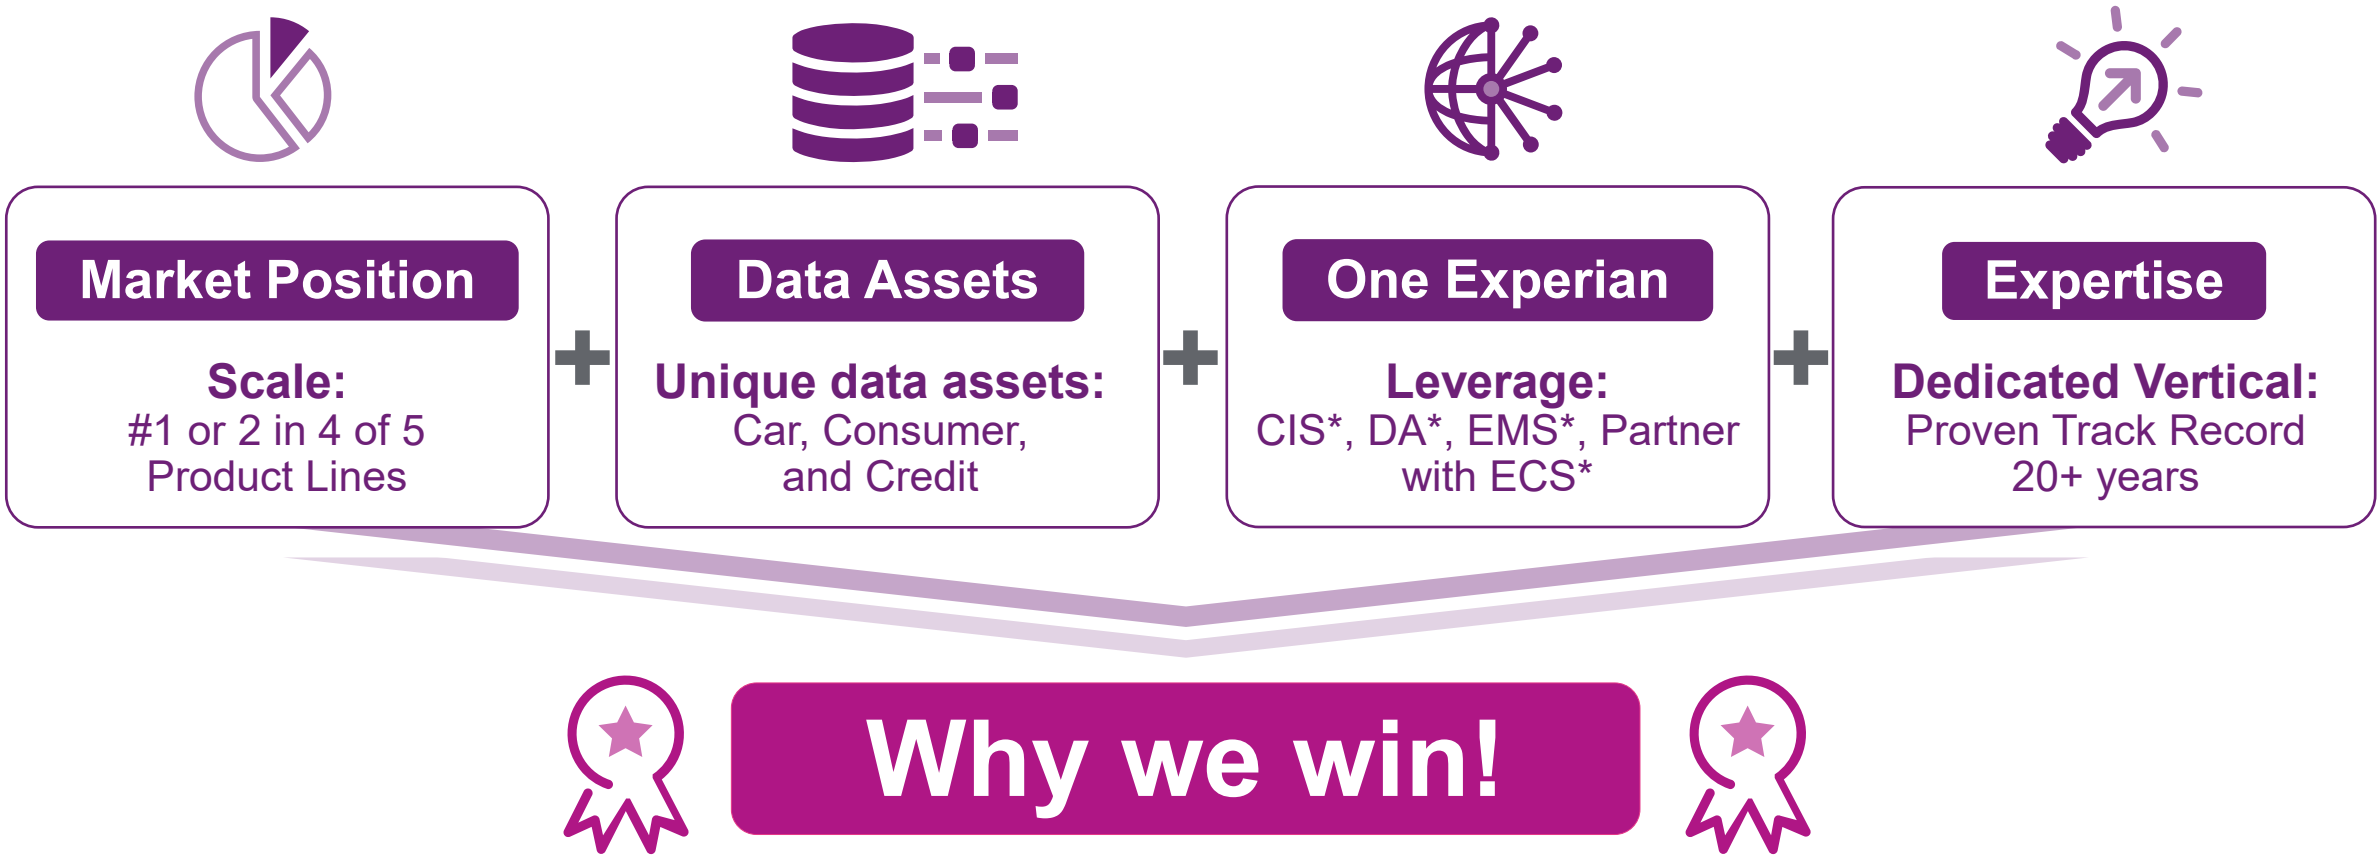 Market Position
Scale:
#1 or 2 in 4 of 5
Product Lines
Data Assets
Unique data assets:
Car, Consumer,
and Credit
One Experian
Leverage:
CIS*, DA*, EMS*, Partner
with ECS*
Expertise
Dedicated Vertical:
Proven Track Record
20+ years
Why we win!